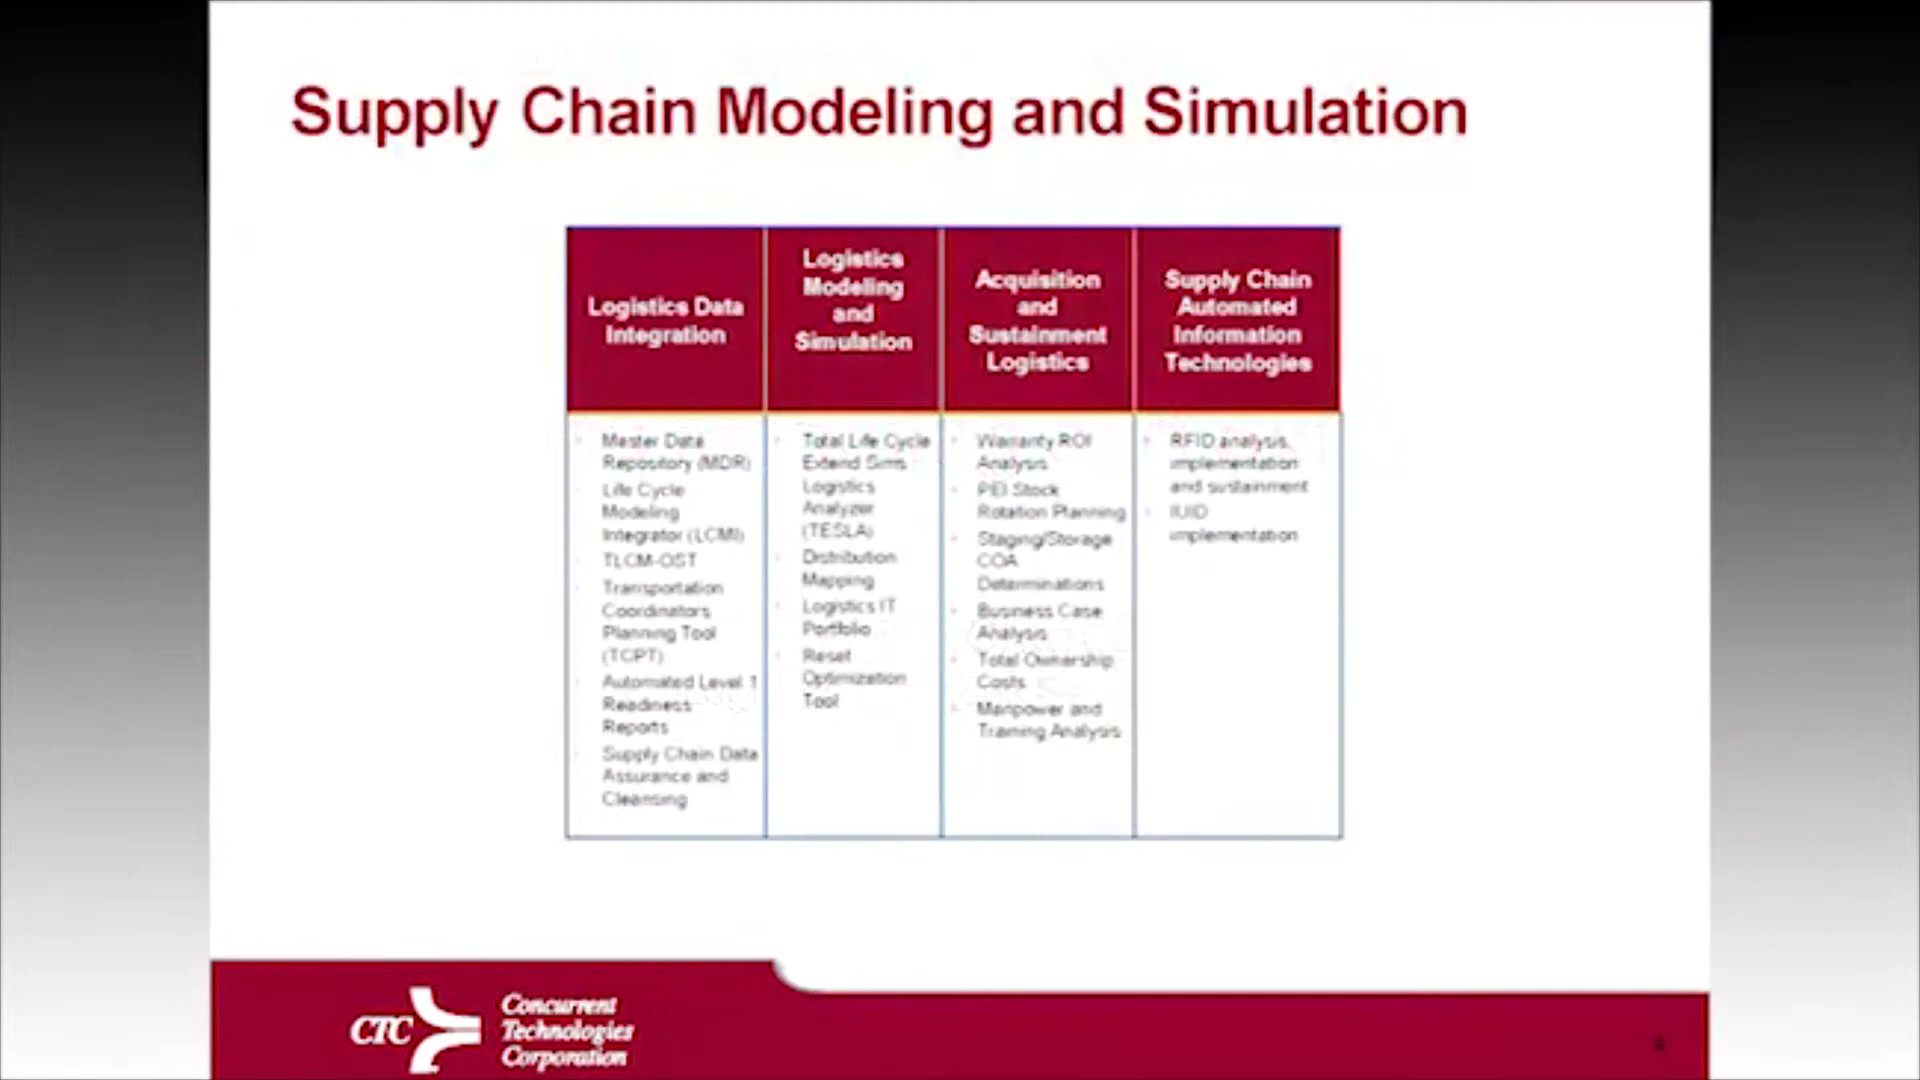 Supply Chain Modeling and Simulation
Logistics Data
Integration
Logistics
Modeling
and
Simulation
Acquisition
and
Sustainment
Logistics
Supply Chain
Automated
Information
Technologies
Master Data
Repository (MDR)
Life Cycle
Modeling
Integrator (LCMI)
TLCM-OST
Transportation
Coordinators
Planning Tool
(TCPT)
Automated Level 1
Readiness
Reports
Supply Chain Data
Assurance and
Cleansing
Total Life Cycle
Extend Sims
Logistics
Analyzer
(TESLA)
Distribution
Mapping
Logistics IT
Portfolio
Reset
Optimization
Tool
Warranty ROI
Analysis
PEI Stock
Rotation Planning
Staging/Storage
COA
Determinations
Business Case
Analysis
Total Ownership
Costs
Manpower and
Training Analysis
RFID analysis,
implementation
and sustainment
IUID
implementation
CTC
Concurrent
Technologies
Corporation
4